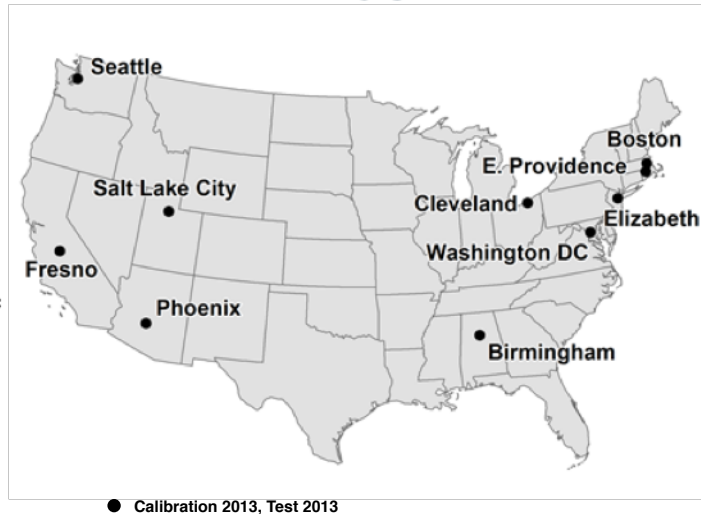 Seattle
Boston
E. Providence
Salt Lake City
Cleveland
Elizabeth
Washington DC
Fresno
Phoenix
Birmingham
Calibration 2013, Test 2013